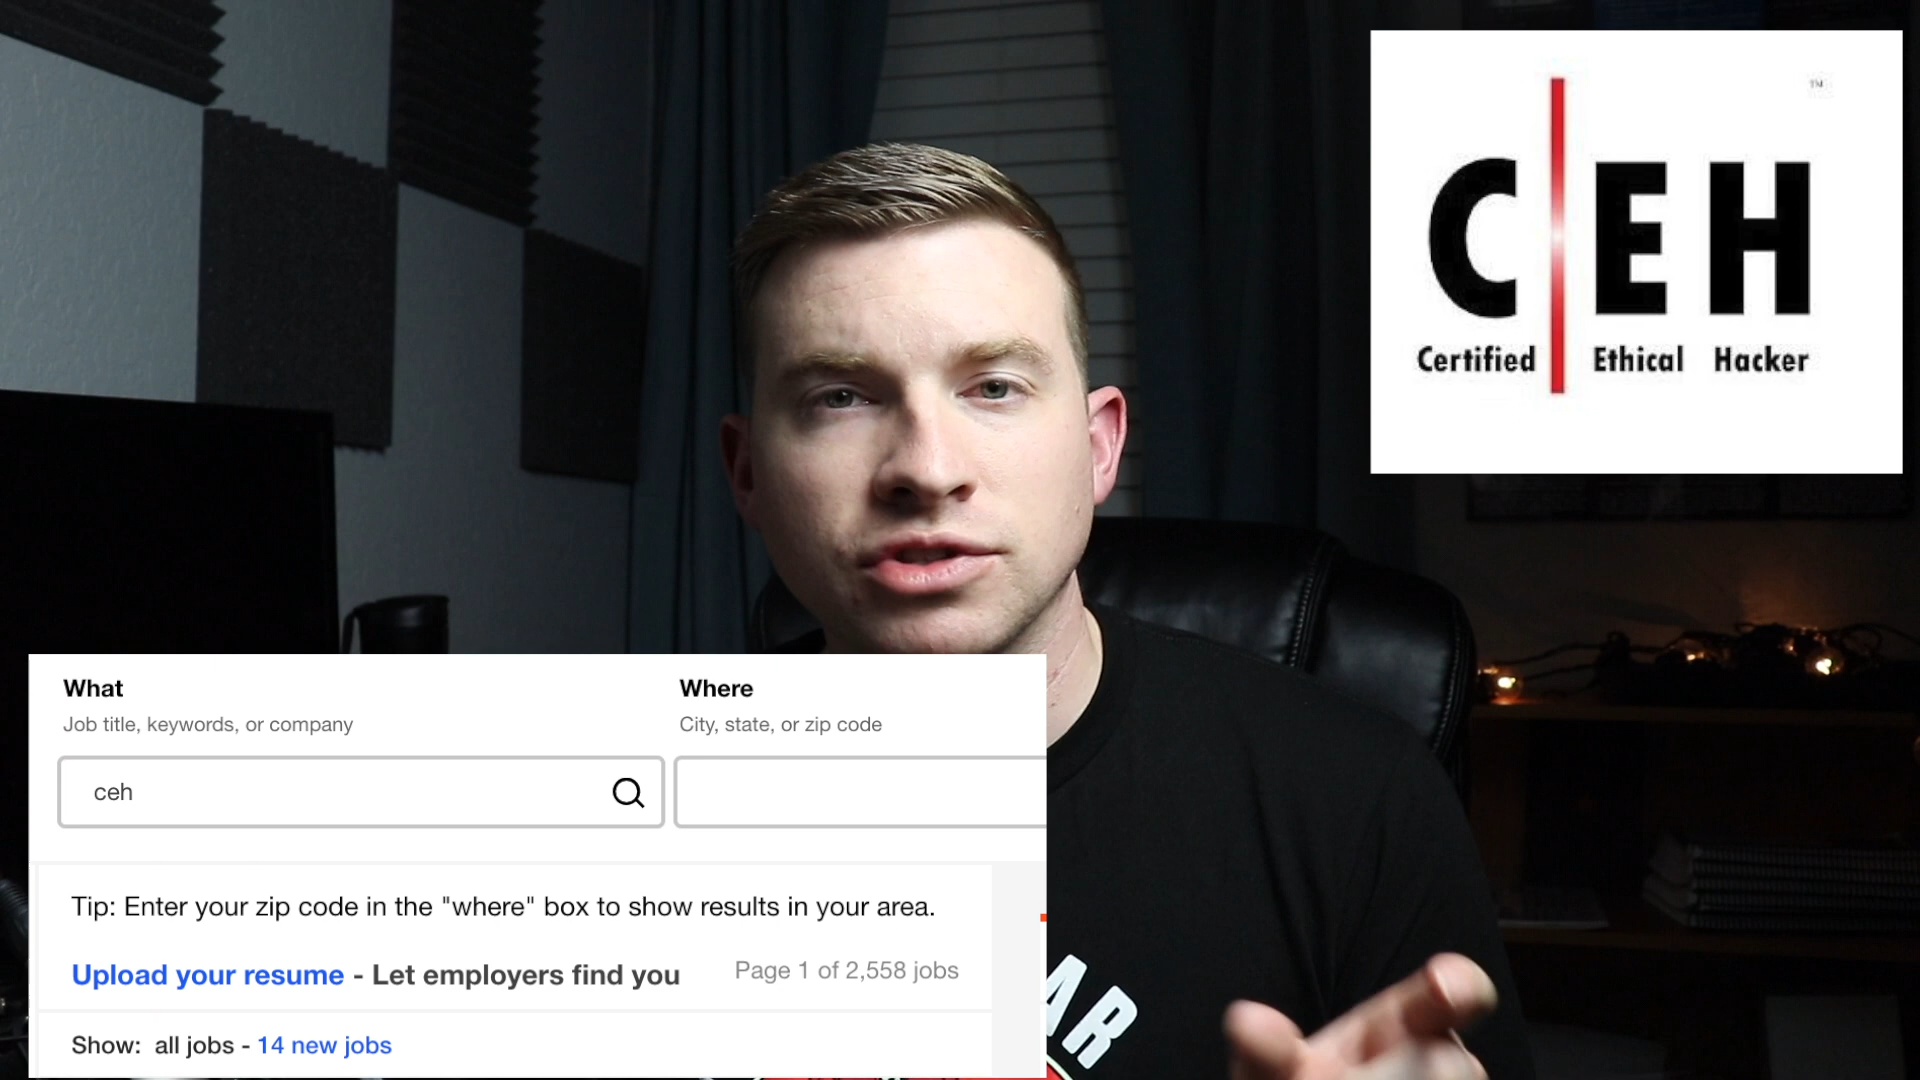 TM
CEH
Certified Ethical Hacker
What
Where
Job title, keywords, or company
City, state, or zip code
ceh
Tip: Enter your zip code in the "where" box to show results in your area.
Upload your resume - Let employers find you
Page 1 of 2,558 jobs
Show: all jobs - 14 new jobs
AR